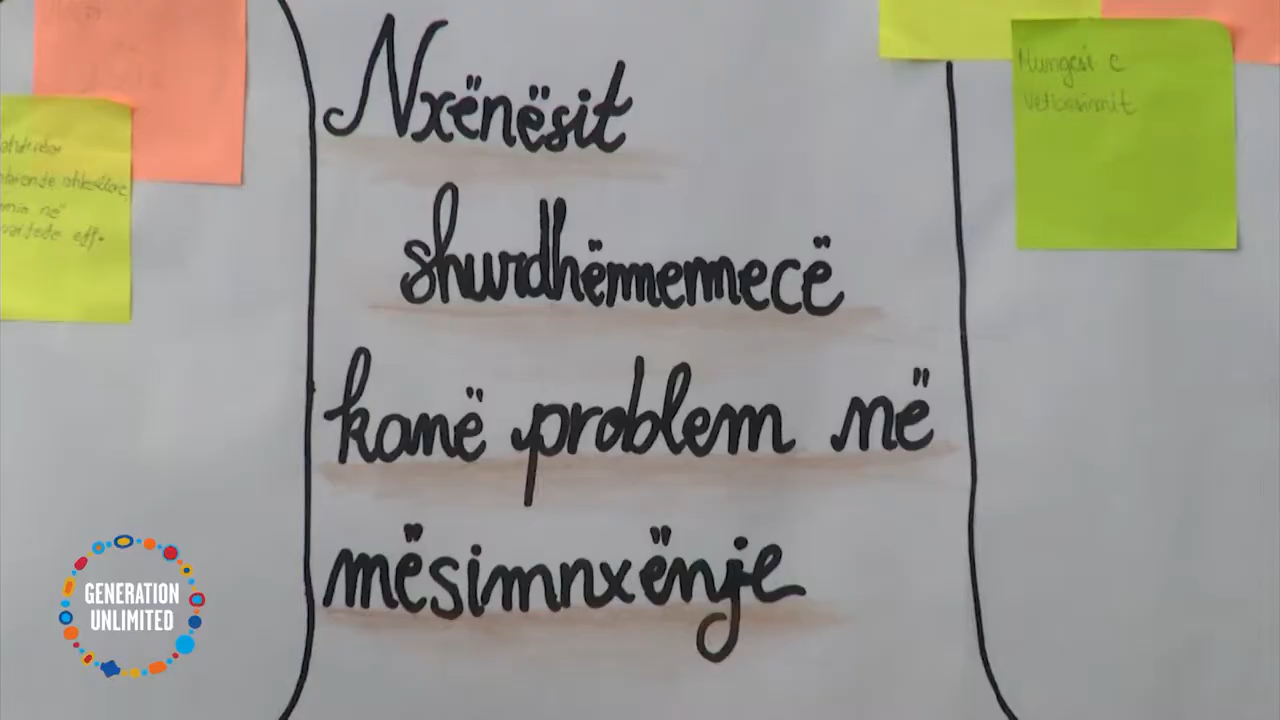 Nxënësit
shurdhëmemecë
kanë problem në
mësimnxënje
Mungesë e
Vetbesimit
GENERATION
UNLIMITED